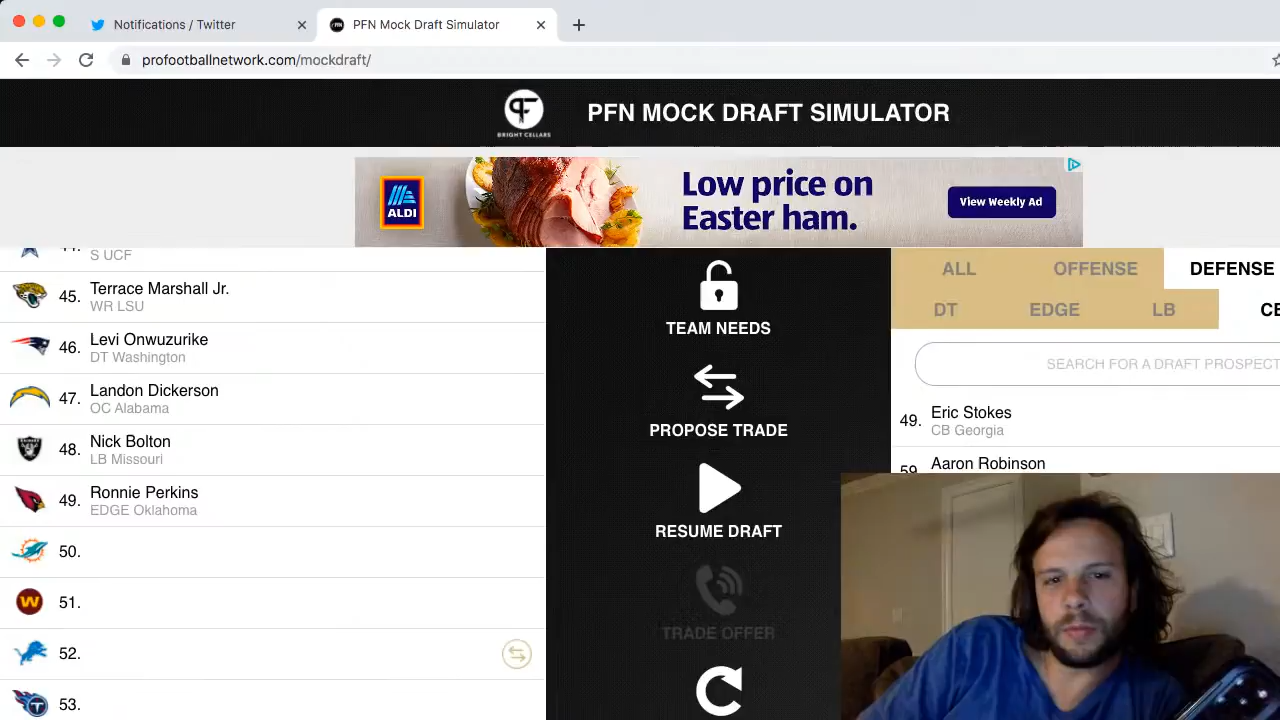 Notifications / Twitter
PFN Mock Draft Simulator
profootballnetwork.com/mockdraft/
PF
BRIGHT CELLARS
PFN MOCK DRAFT SIMULATOR
ALDI
Low price on
Easter ham.
View Weekly Ad
S UCF
45. Terrace Marshall Jr.
WR LSU
46. Levi Onwuzurike
DT Washington
47. Landon Dickerson
OC Alabama
48. Nick Bolton
LB Missouri
49. Ronnie Perkins
EDGE Oklahoma
50.
51.
W
52.
53.
TEAM NEEDS
PROPOSE TRADE
RESUME DRAFT
TRADE OFFER
ALL OFFENSE DEFENSE
DT EDGE LB
SEARCH FOR A DRAFT PROSPECT
49. Eric Stokes
CB Georgia
59. Aaron Robinson